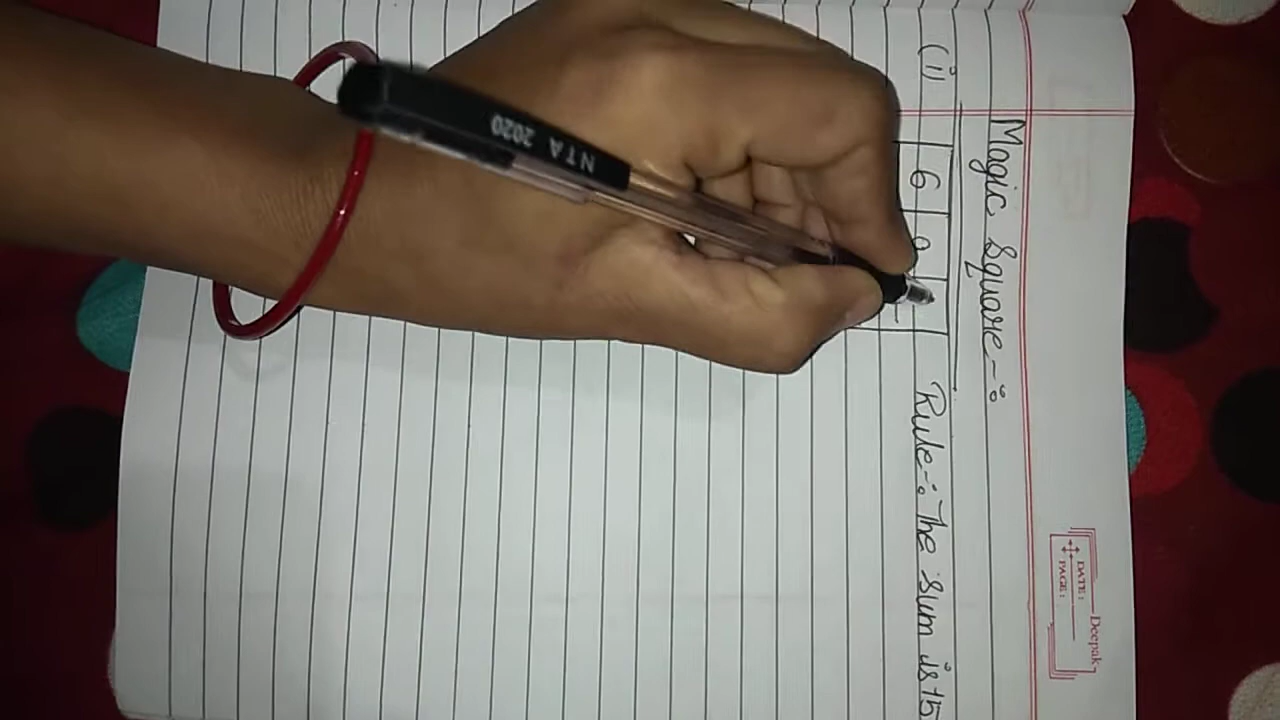 Deepak
DATE :
PAGE :
Magic Square-:
(i) 6
Rule-: The sum is 15
NTA 2020